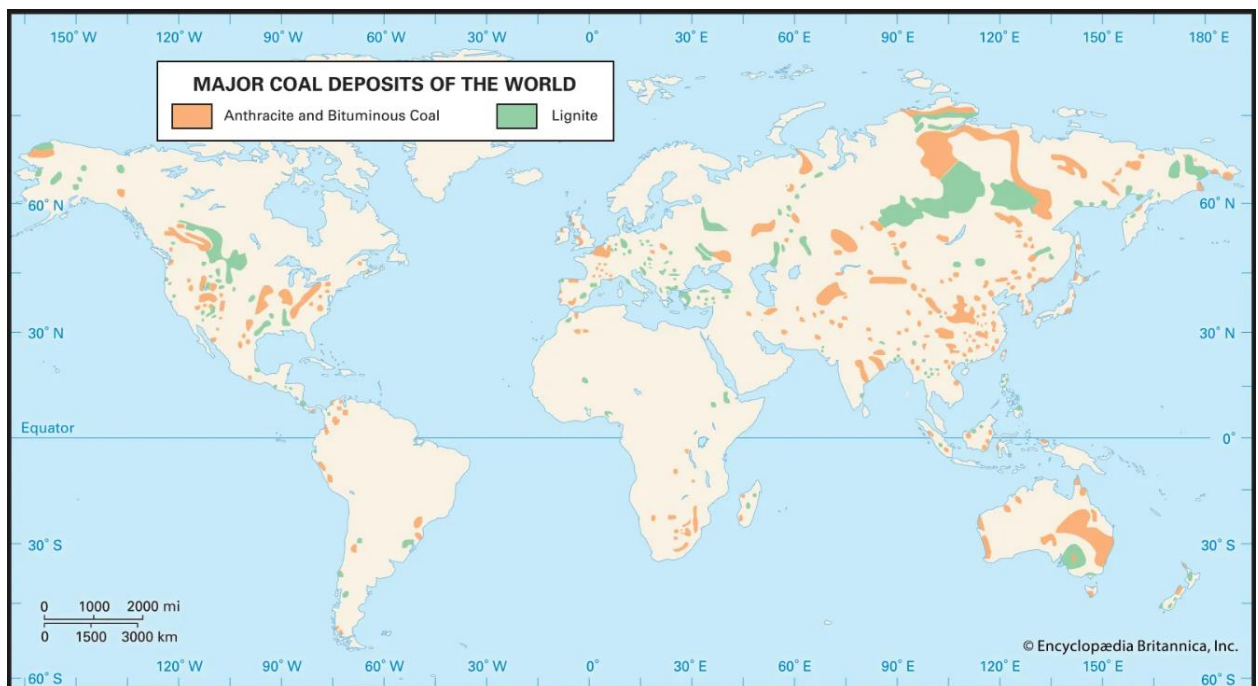 150° W 120° W 90° W 60° W 30° W 0° 30° E 60° E 90° E 120° E 150° E 180° E
MAJOR COAL DEPOSITS OF THE WORLD
Anthracite and Bituminous Coal Lignite
60° N 60° N
30° N 30° N
Equator 0°
30° S 30° S
0 1000 2000 mi
0 1500 3000 km
© Encyclopædia Britannica, Inc.
120° W 90° W 60° W 30° W 0° 30° E 60° E 90° E 120° E 150° E
60° S 60° S